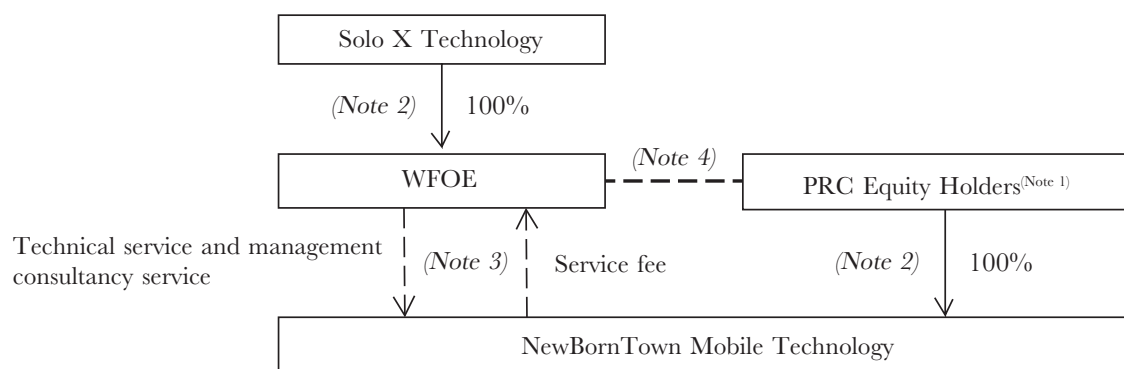 Solo X Technology
(Note 2) 100%
WFOE
(Note 4)
PRC Equity Holders(Note 1)
Technical service and management
consultancy service
(Note 3)
Service fee
(Note 2) 100%
NewBornTown Mobile Technology